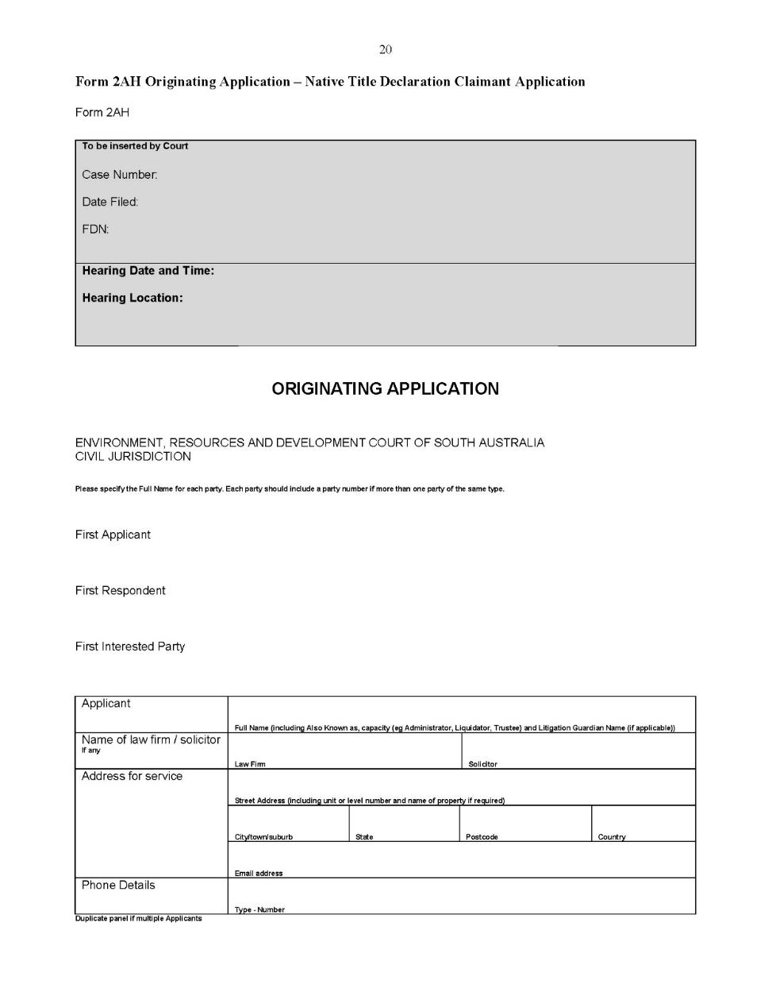 20
Form 2AH Originating Application – Native Title Declaration Claimant Application
Form 2AH
To be inserted by Court
Case Number:
Date Filed:
FDN:
Hearing Date and Time:
Hearing Location:
ORIGINATING APPLICATION
ENVIRONMENT, RESOURCES AND DEVELOPMENT COURT OF SOUTH AUSTRALIA
CIVIL JURISDICTION
Please specify the Full Name for each party. Each party should include a party number if more than one party of the same type.
First Applicant
First Respondent
First Interested Party
Applicant
Full Name (including Also Known as, capacity (eg Administrator, Liquidator, Trustee) and Litigation Guardian Name (if applicable))
Name of law firm / solicitor
If any
Law Firm
Solicitor
Address for service
Street Address (including unit or level number and name of property if required)
City/town/suburb
State
Postcode
Country
Email address
Phone Details
Type - Number
Duplicate panel if multiple Applicants